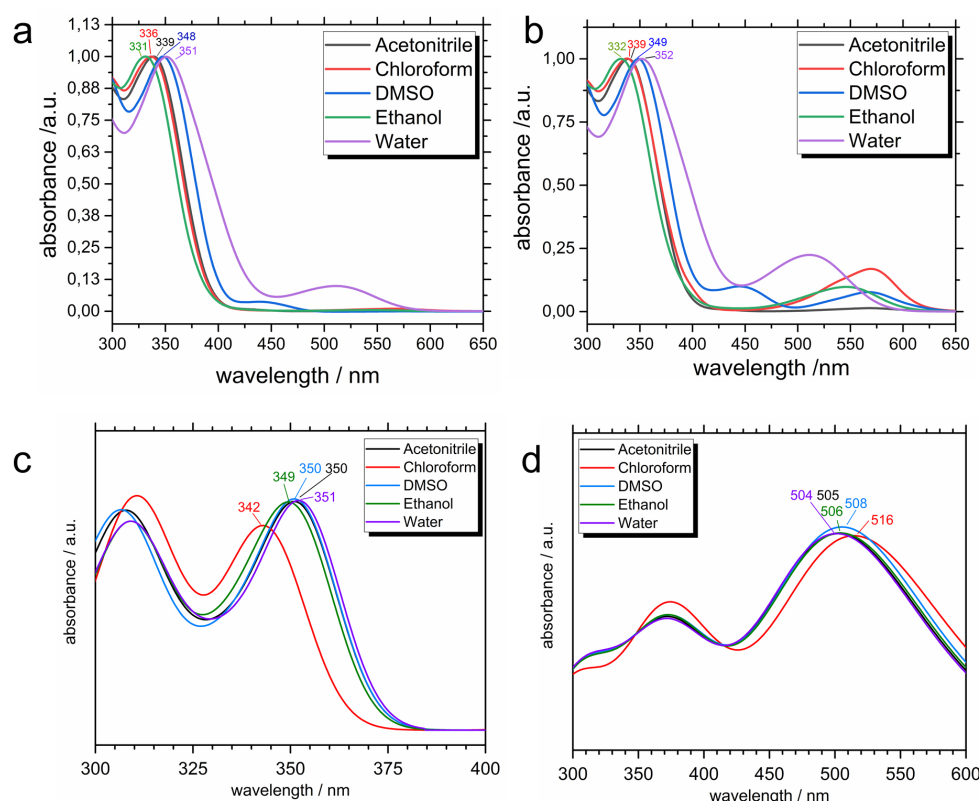 a
1,13
1,00
0,88
0,75
0,63
0,50
0,38
0,25
0,13
0,00
absorbance /a.u.
331
336
339
348
351
Acetonitrile
Chloroform
DMSO
Ethanol
Water
300 350 400 450 500 550 600 650
wavelength / nm
b
1,00
0,75
0,50
0,25
0,00
absorbance /a.u.
332
339
349
352
Acetonitrile
Chloroform
DMSO
Ethanol
Water
300 350 400 450 500 550 600 650
wavelength /nm
c
absorbance / a.u.
342
349
350
350
351
Acetonitrile
Chloroform
DMSO
Ethanol
Water
300 325 350 375 400
wavelength / nm
d
absorbance / a.u.
504
505
506
508
516
Acetonitrile
Chloroform
DMSO
Ethanol
Water
300 350 400 450 500 550 600
wavelength / nm